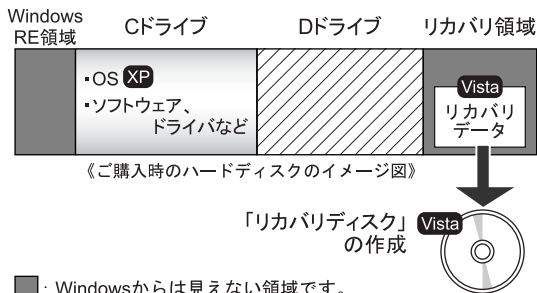 Windows
RE領域
Cドライブ
Dドライブ
リカバリ領域
・OS XP
・ソフトウェア、
ドライバなど
Vista
リカバリ
データ
《ご購入時のハードディスクのイメージ図》
「リカバリディスク」
の作成
Vista
：Windowsからは見えない領域です。